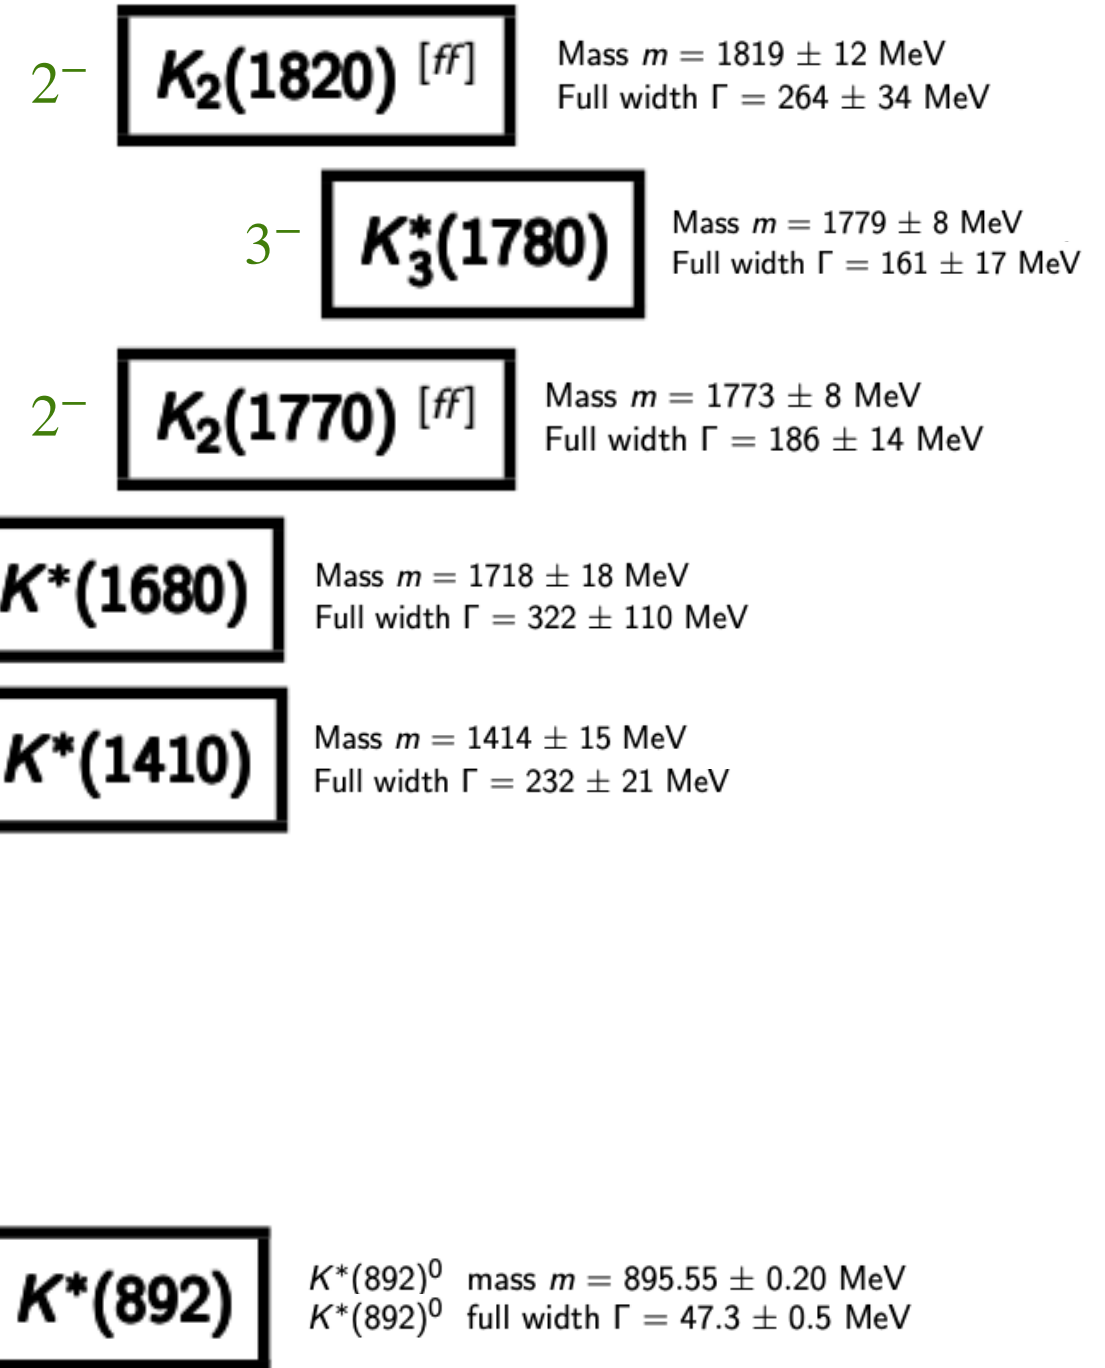 2⁻ K₂(1820) [ff] Mass m = 1819 ± 12 MeV
Full width Γ = 264 ± 34 MeV
3⁻ K₃*(1780) Mass m = 1779 ± 8 MeV
Full width Γ = 161 ± 17 MeV
2⁻ K₂(1770) [ff] Mass m = 1773 ± 8 MeV
Full width Γ = 186 ± 14 MeV
K*(1680) Mass m = 1718 ± 18 MeV
Full width Γ = 322 ± 110 MeV
K*(1410) Mass m = 1414 ± 15 MeV
Full width Γ = 232 ± 21 MeV
K*(892) K*(892)⁰ mass m = 895.55 ± 0.20 MeV
K*(892)⁰ full width Γ = 47.3 ± 0.5 MeV